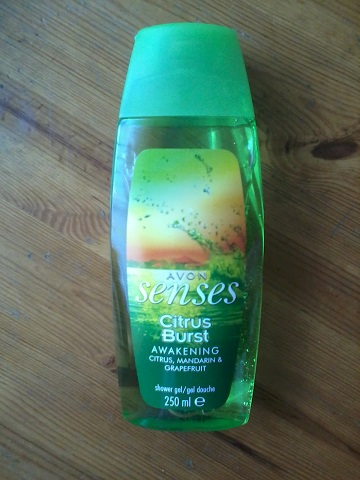 AVON
senses
Citrus
Burst
AWAKENING
CITRUS, MANDARIN &
GRAPEFRUIT
shower gel/gel douche
250 ml e